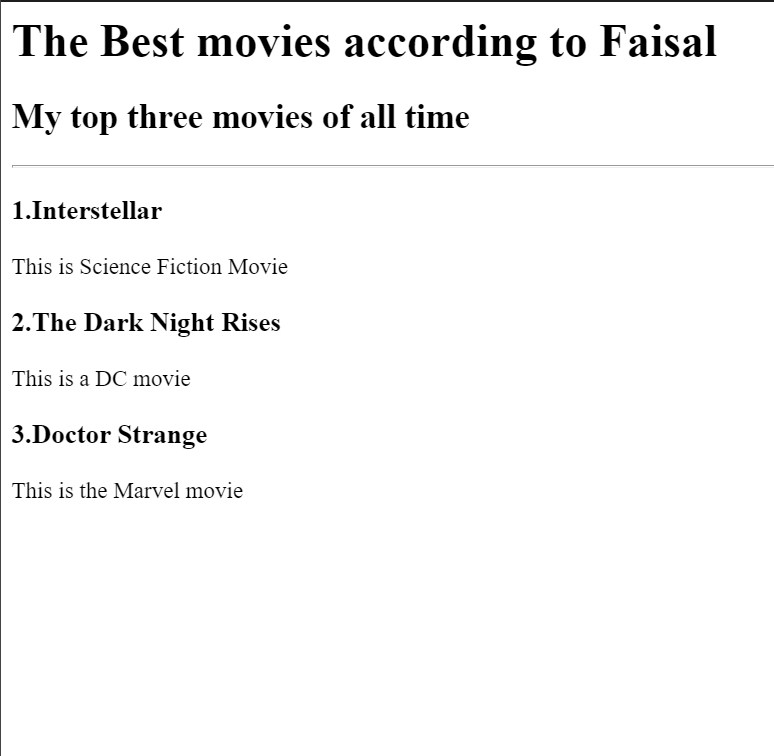 The Best movies according to Faisal
My top three movies of all time
1.Interstellar
This is Science Fiction Movie
2.The Dark Night Rises
This is a DC movie
3.Doctor Strange
This is the Marvel movie